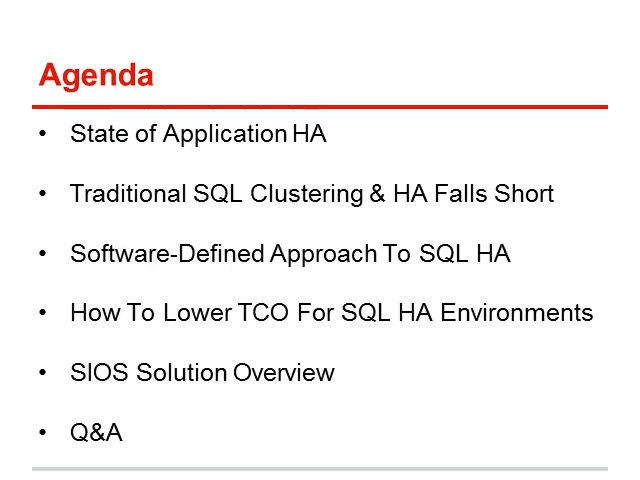 Agenda
• State of Application HA
• Traditional SQL Clustering & HA Falls Short
• Software-Defined Approach To SQL HA
• How To Lower TCO For SQL HA Environments
• SIOS Solution Overview
• Q&A